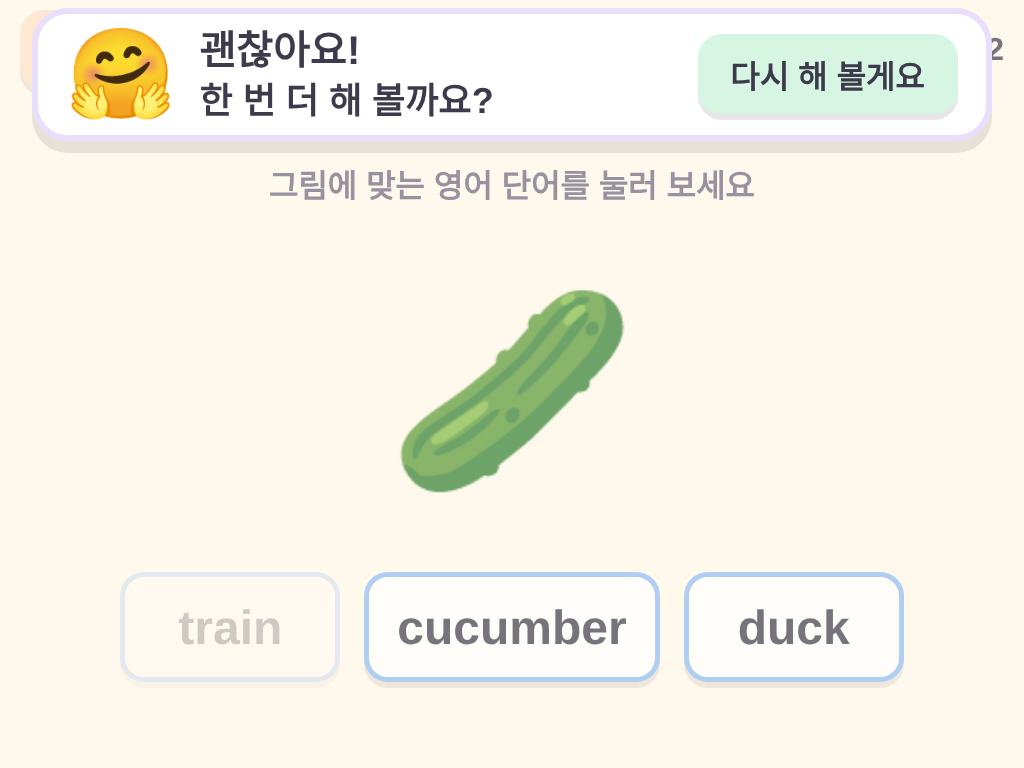 괜찮아요!
한 번 더 해 볼까요?
다시 해 볼게요
2
그림에 맞는 영어 단어를 눌러 보세요
train
cucumber
duck